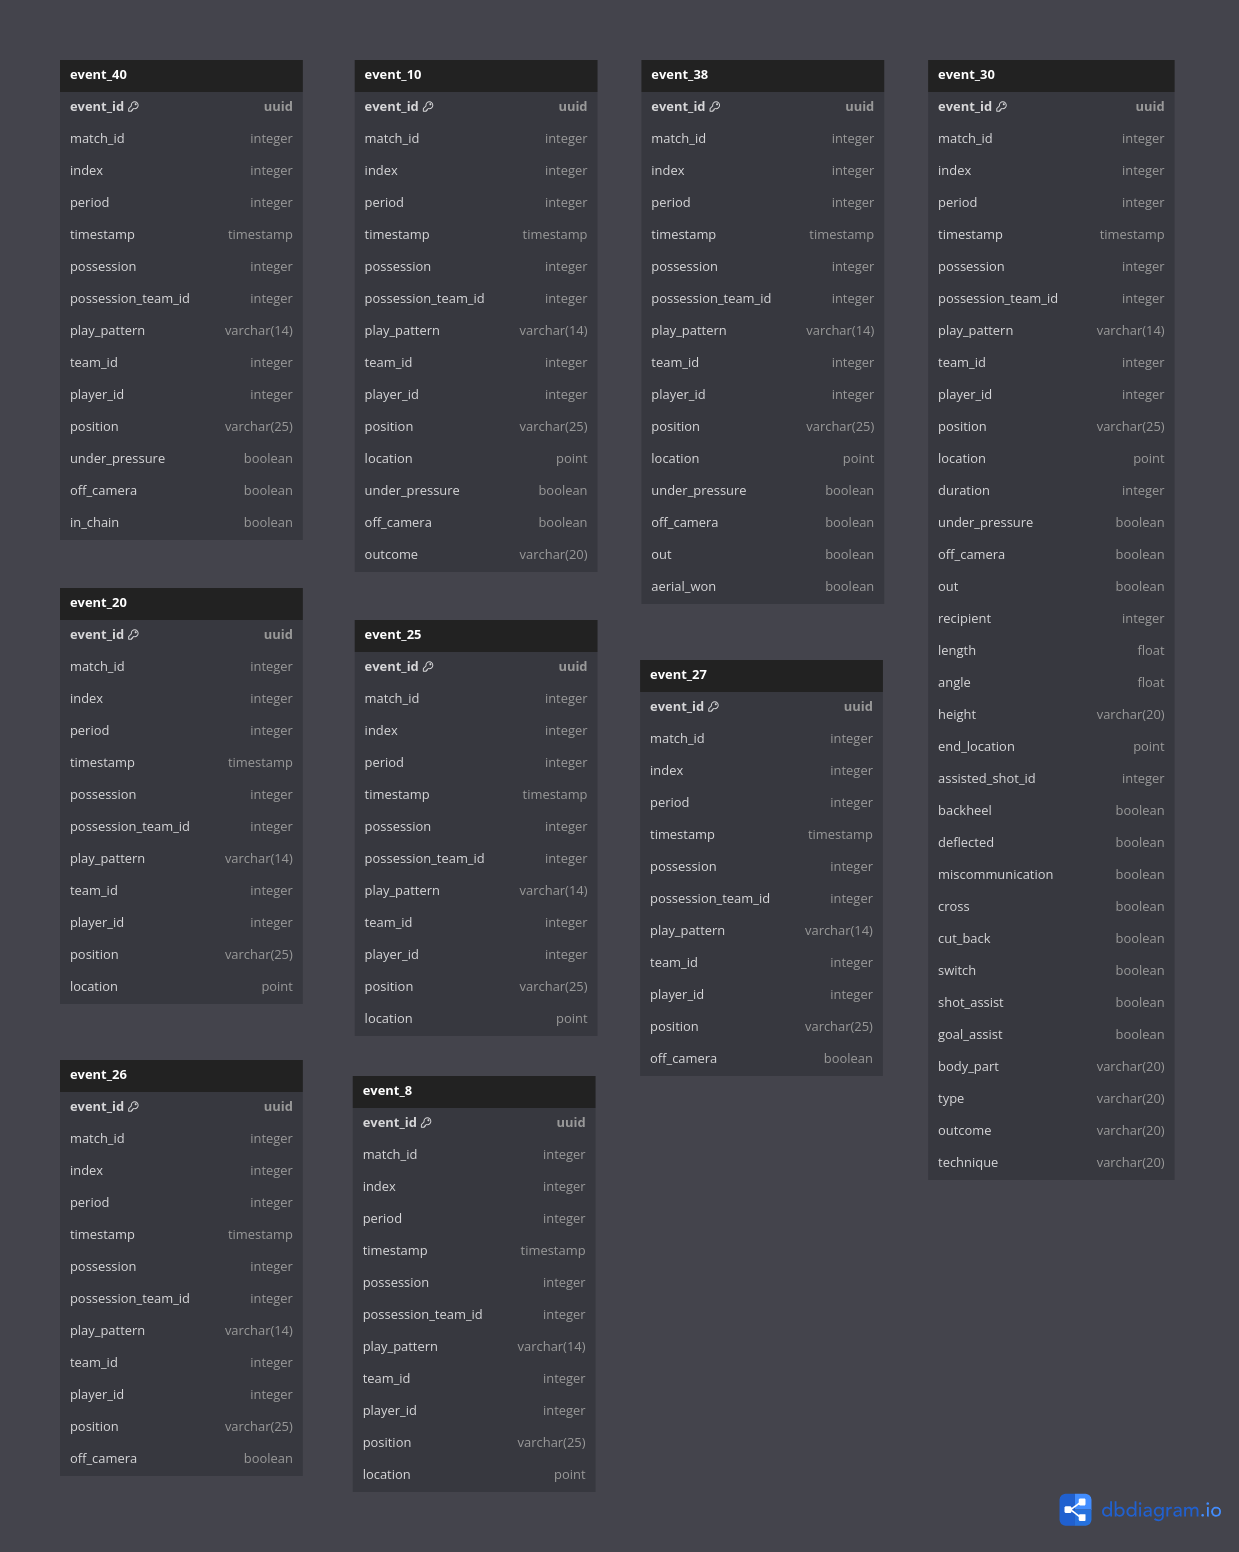 event_40
event_id uuid
match_id integer
index integer
period integer
timestamp timestamp
possession integer
possession_team_id integer
play_pattern varchar(14)
team_id integer
player_id integer
position varchar(25)
under_pressure boolean
off_camera boolean
in_chain boolean
event_20
event_id uuid
match_id integer
index integer
period integer
timestamp timestamp
possession integer
possession_team_id integer
play_pattern varchar(14)
team_id integer
player_id integer
position varchar(25)
location point
event_26
event_id uuid
match_id integer
index integer
period integer
timestamp timestamp
possession integer
possession_team_id integer
play_pattern varchar(14)
team_id integer
player_id integer
position varchar(25)
off_camera boolean
event_10
event_id uuid
match_id integer
index integer
period integer
timestamp timestamp
possession integer
possession_team_id integer
play_pattern varchar(14)
team_id integer
player_id integer
position varchar(25)
location point
under_pressure boolean
off_camera boolean
outcome varchar(20)
event_25
event_id uuid
match_id integer
index integer
period integer
timestamp timestamp
possession integer
possession_team_id integer
play_pattern varchar(14)
team_id integer
player_id integer
position varchar(25)
location point
event_8
event_id uuid
match_id integer
index integer
period integer
timestamp timestamp
possession integer
possession_team_id integer
play_pattern varchar(14)
team_id integer
player_id integer
position varchar(25)
location point
event_38
event_id uuid
match_id integer
index integer
period integer
timestamp timestamp
possession integer
possession_team_id integer
play_pattern varchar(14)
team_id integer
player_id integer
position varchar(25)
location point
under_pressure boolean
off_camera boolean
out boolean
aerial_won boolean
event_27
event_id uuid
match_id integer
index integer
period integer
timestamp timestamp
possession integer
possession_team_id integer
play_pattern varchar(14)
team_id integer
player_id integer
position varchar(25)
off_camera boolean
event_30
event_id uuid
match_id integer
index integer
period integer
timestamp timestamp
possession integer
possession_team_id integer
play_pattern varchar(14)
team_id integer
player_id integer
position varchar(25)
location point
duration integer
under_pressure boolean
off_camera boolean
out boolean
recipient integer
length float
angle float
height varchar(20)
end_location point
assisted_shot_id integer
backheel boolean
deflected boolean
miscommunication boolean
cross boolean
cut_back boolean
switch boolean
shot_assist boolean
goal_assist boolean
body_part varchar(20)
type varchar(20)
outcome varchar(20)
technique varchar(20)
dbdiagram.io